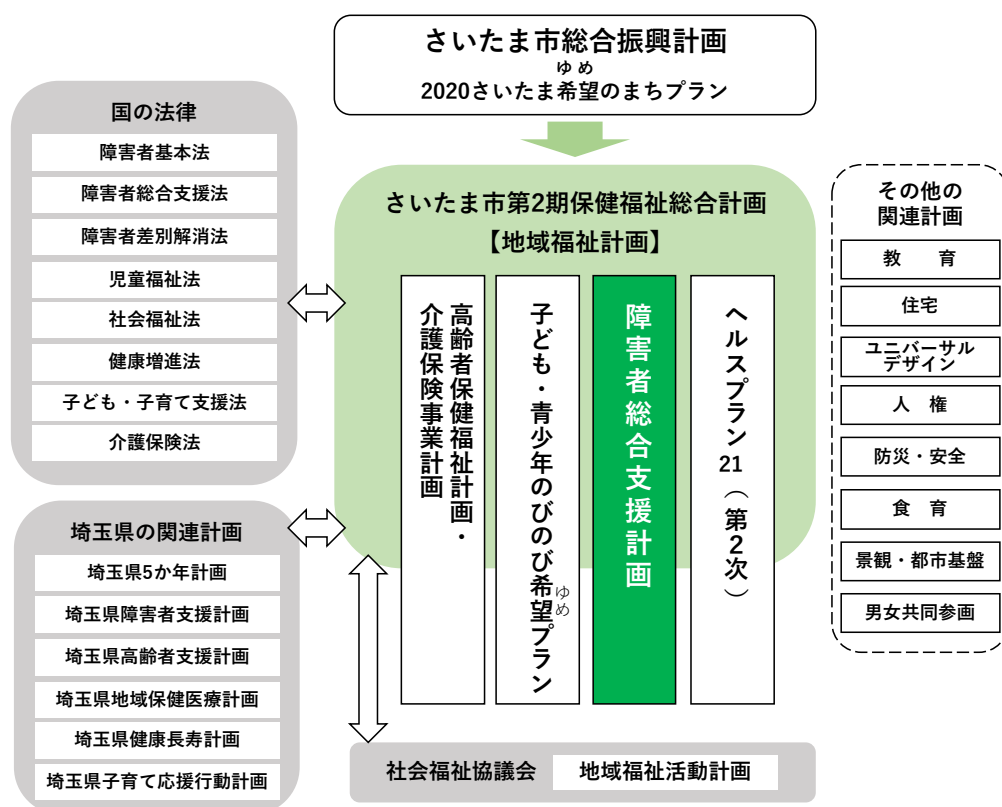 さいたま市総合振興計画
ゆめ
2020さいたま希望のまちプラン
国の法律
障害者基本法
障害者総合支援法
障害者差別解消法
児童福祉法
社会福祉法
健康増進法
子ども・子育て支援法
介護保険法
埼玉県の関連計画
埼玉県5か年計画
埼玉県障害者支援計画
埼玉県高齢者支援計画
埼玉県地域保健医療計画
埼玉県健康長寿計画
埼玉県子育て応援行動計画
さいたま市第2期保健福祉総合計画
【地域福祉計画】
高齢者保健福祉計画・
介護保険事業計画
子ども・青少年のびのび希望プラン
ゆめ
障害者総合支援計画
ヘルスプラン21（第2次）
社会福祉協議会
地域福祉活動計画
その他の
関連計画
教　育
住宅
ユニバーサル
デザイン
人 権
防災・安全
食 育
景観・都市基盤
男女共同参画